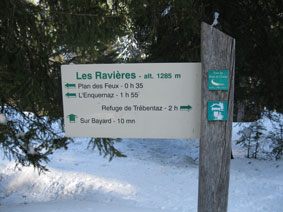 Les Ravières - alt. 1285 m
Plan des Feux - 0 h 35
L'Enquernaz - 1 h 55
Refuge de Trébentaz - 2 h
Sur Bayard - 10 mn